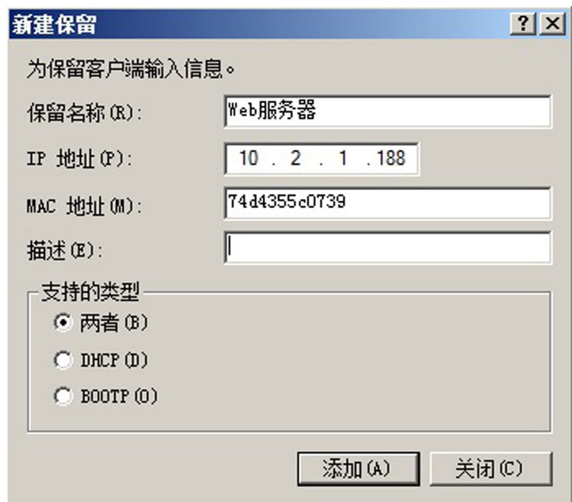 新建保留
为保留客户端输入信息。
保留名称(R): Web服务器
IP 地址(P): 10 . 2 . 1 .188
MAC 地址(M): 74d4355c0739
描述(E):
支持的类型
两者(B)
DHCP(D)
BOOTP(O)
添加(A) 关闭(C)